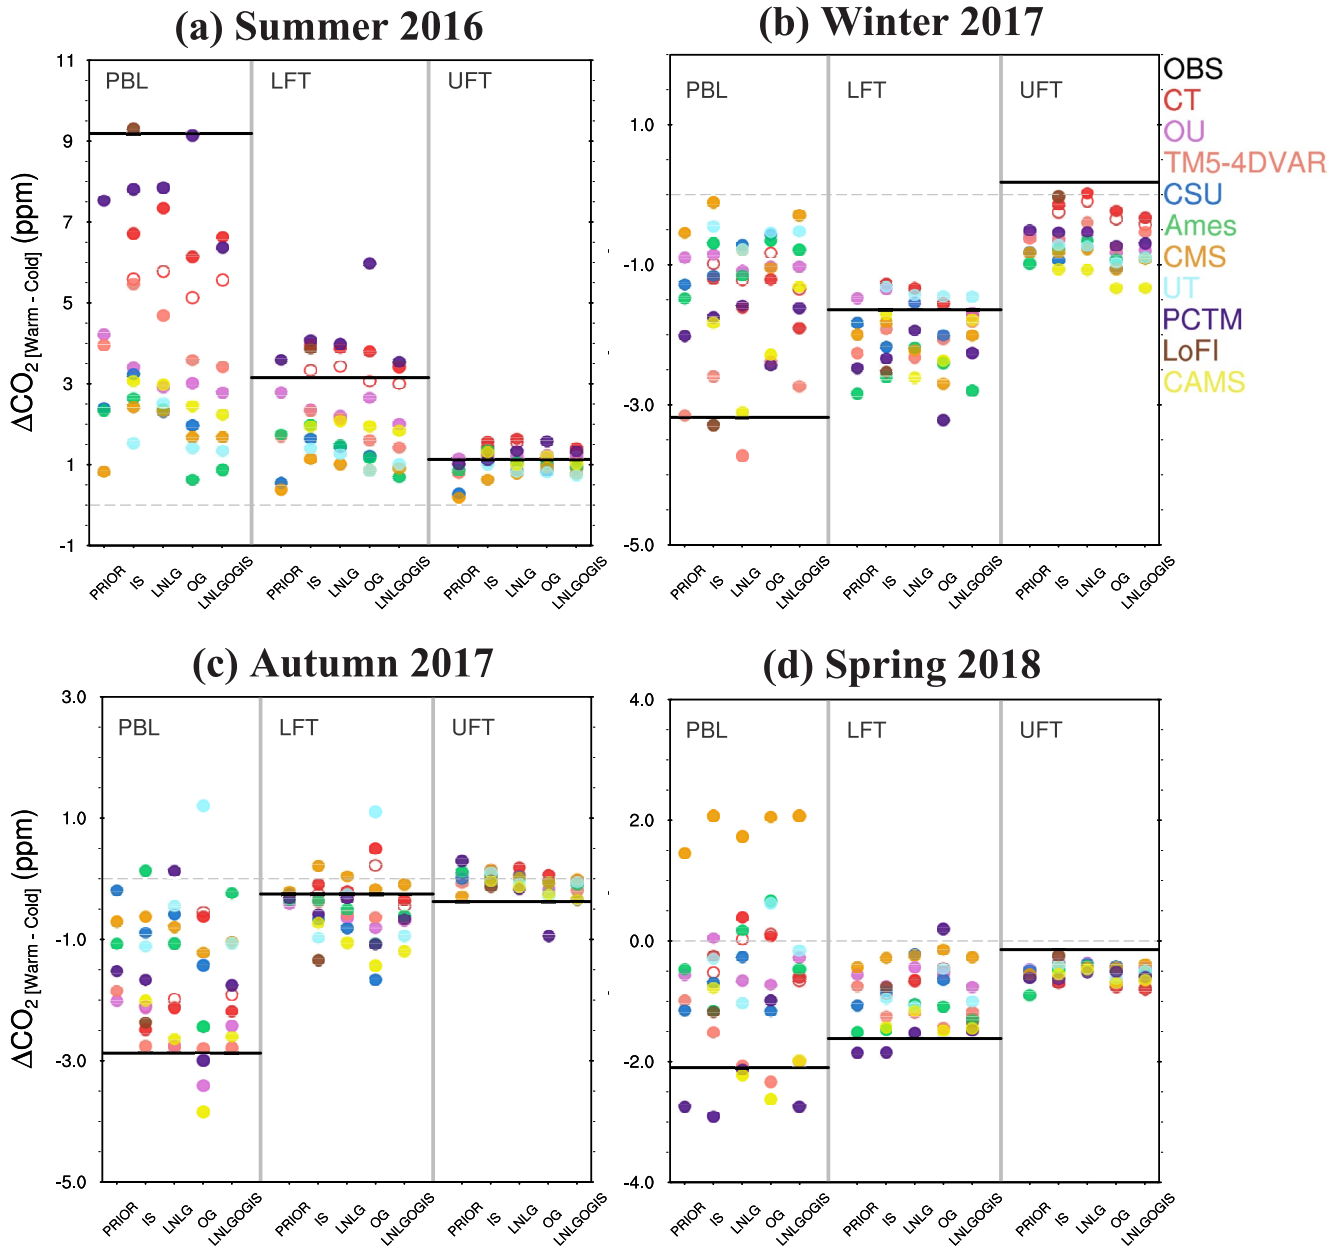 (a) Summer 2016
(b) Winter 2017
11
9
7
5
3
1
-1
ΔCO2 [Warm - Cold] (ppm)
PBL
LFT
UFT
PRIOR
IS
LNLG
OG
LNLGOGIS
PRIOR
IS
LNLG
OG
LNLGOGIS
PRIOR
IS
LNLG
OG
LNLGOGIS
1.0
-1.0
-3.0
-5.0
PBL
LFT
UFT
PRIOR
IS
LNLG
OG
LNLGOGIS
PRIOR
IS
LNLG
OG
LNLGOGIS
PRIOR
IS
LNLG
OG
LNLGOGIS
OBS
CT
OU
TM5-4DVAR
CSU
Ames
CMS
UT
PCTM
LoFI
CAMS
(c) Autumn 2017
(d) Spring 2018
3.0
1.0
-1.0
-3.0
-5.0
ΔCO2 [Warm - Cold] (ppm)
PBL
LFT
UFT
PRIOR
IS
LNLG
OG
LNLGOGIS
PRIOR
IS
LNLG
OG
LNLGOGIS
PRIOR
IS
LNLG
OG
LNLGOGIS
4.0
2.0
0.0
-2.0
-4.0
PBL
LFT
UFT
PRIOR
IS
LNLG
OG
LNLGOGIS
PRIOR
IS
LNLG
OG
LNLGOGIS
PRIOR
IS
LNLG
OG
LNLGOGIS